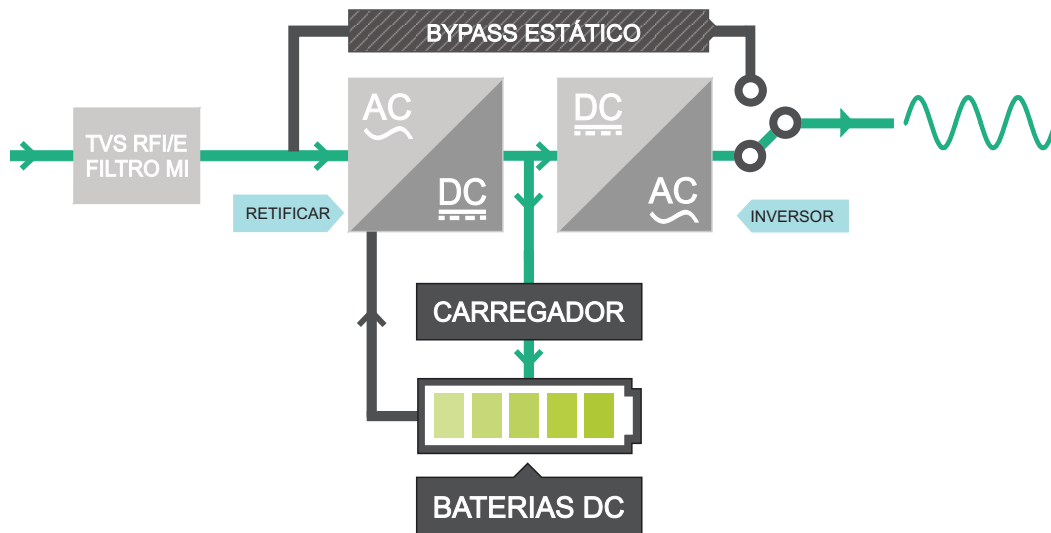 BYPASS ESTÁTICO
AC
DC
DC
AC
TVS RFI/E
FILTRO MI
RETIFICAR
INVERSOR
CARREGADOR
BATERIAS DC